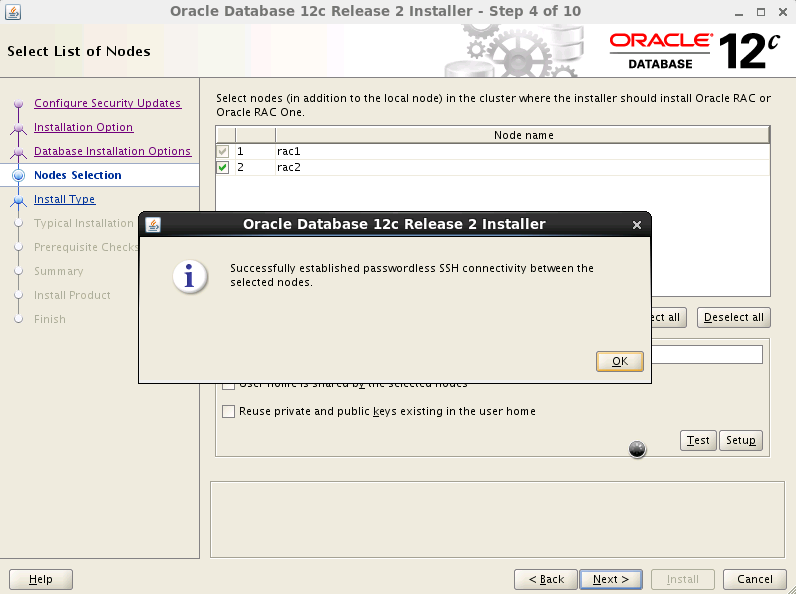 Oracle Database 12c Release 2 Installer - Step 4 of 10
Select List of Nodes
ORACLE
DATABASE
12c
Configure Security Updates
Installation Option
Database Installation Options
Nodes Selection
Install Type
Typical Installation
Prerequisite Checks
Summary
Install Product
Finish
Select nodes (in addition to the local node) in the cluster where the installer should install Oracle RAC or
Oracle RAC One.
Node name
1 rac1
2 rac2
Oracle Database 12c Release 2 Installer
i
Successfully established passwordless SSH connectivity between the
selected nodes.
OK
all
Deselect all
User home is shared by the selected nodes
Reuse private and public keys existing in the user home
Test
Setup
Help
< Back
Next >
Install
Cancel